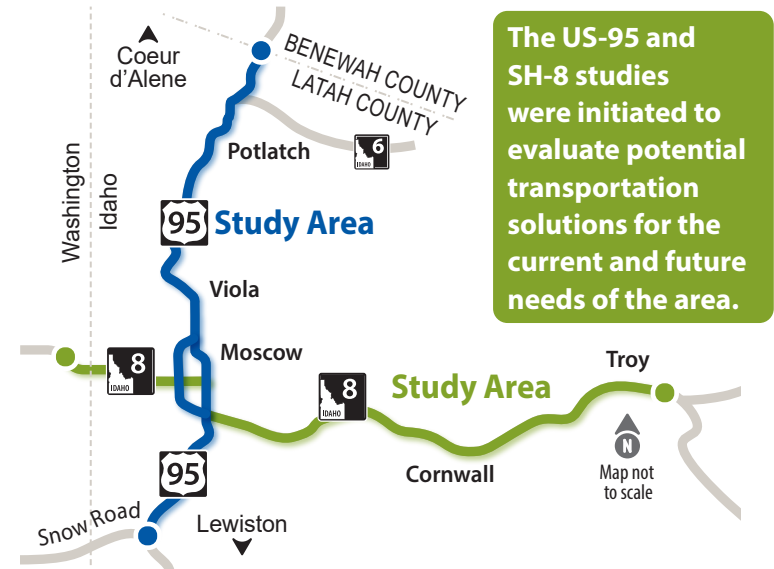 Coeur
d'Alene
BENEWAH COUNTY
LATAH COUNTY
The US-95 and
SH-8 studies
were initiated to
evaluate potential
transportation
solutions for the
current and future
needs of the area.
Potlatch
6
Washington
Idaho
95
Study Area
Viola
Moscow
8
IDAHO
8
IDAHO
Study Area
Troy
N
Map not
to scale
Cornwall
95
Snow Road
Lewiston